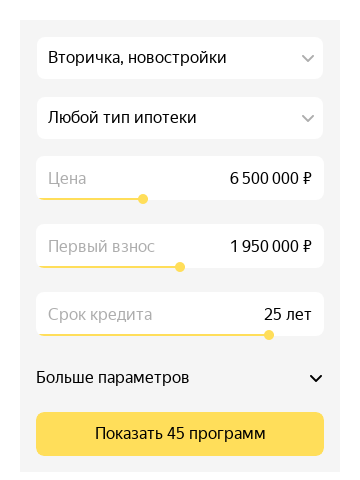 Вторичка, новостройки
Любой тип ипотеки
Цена 6 500 000 ₽
Первый взнос 1 950 000 ₽
Срок кредита 25 лет
Больше параметров
Показать 45 программ